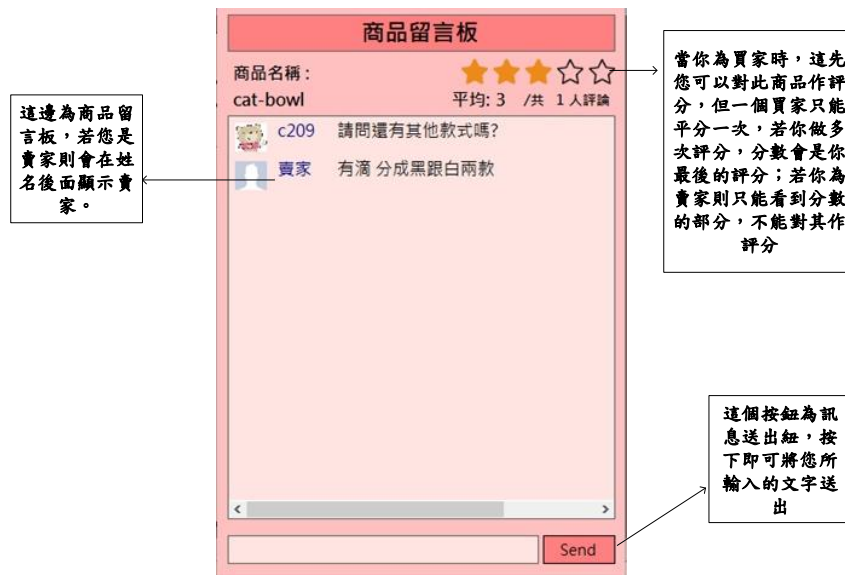 商品留言板
商品名稱:
cat-bowl
平均: 3 /共 1 人評論
c209 請問還有其他款式嗎?
賣家 有滴 分成黑跟白兩款
Send
這邊為商品留
言板，若您是
賣家則會在姓
名後面顯示賣
家。
當你為買家時，這先
您可以對此商品作評
分，但一個買家只能
平分一次，若你做多
次評分，分數會是你
最後的評分；若你為
賣家則只能看到分數
的部分，不能對其作
評分
這個按鈕為訊
息送出紐，按
下即可將您所
輸入的文字送
出